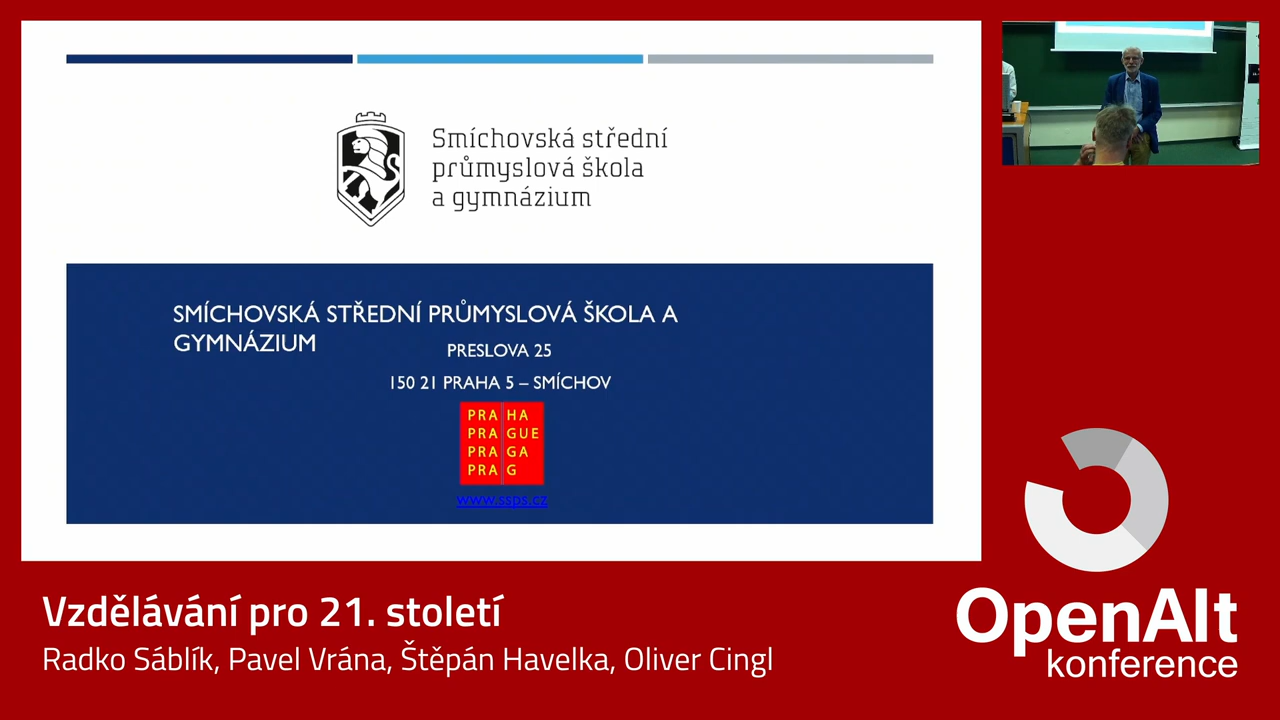 Smíchovská střední
průmyslová škola
a gymnázium
SMÍCHOVSKÁ STŘEDNÍ PRŮMYSLOVÁ ŠKOLA A
GYMNÁZIUM
PRESLOVA 25
150 21 PRAHA 5 – SMÍCHOV
PRA HA
PRA GUE
PRA GA
PRA G
www.ssps.cz
Vzdělávání pro 21. století
Radko Sáblík, Pavel Vrána, Štěpán Havelka, Oliver Cingl
OpenAlt
konference